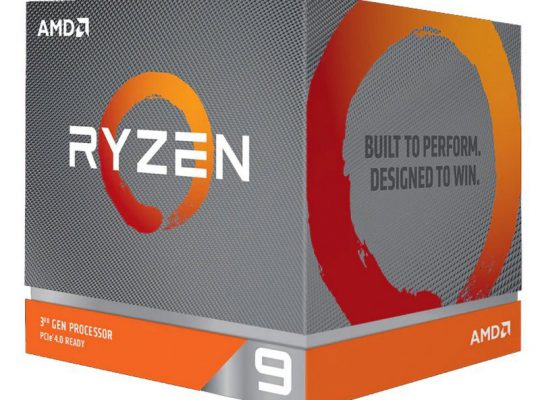 AMD
RYZEN
3RD GEN PROCESSOR
PCIe® 4.0 READY
9
BUILT TO PERFORM.
DESIGNED TO WIN.
AMD